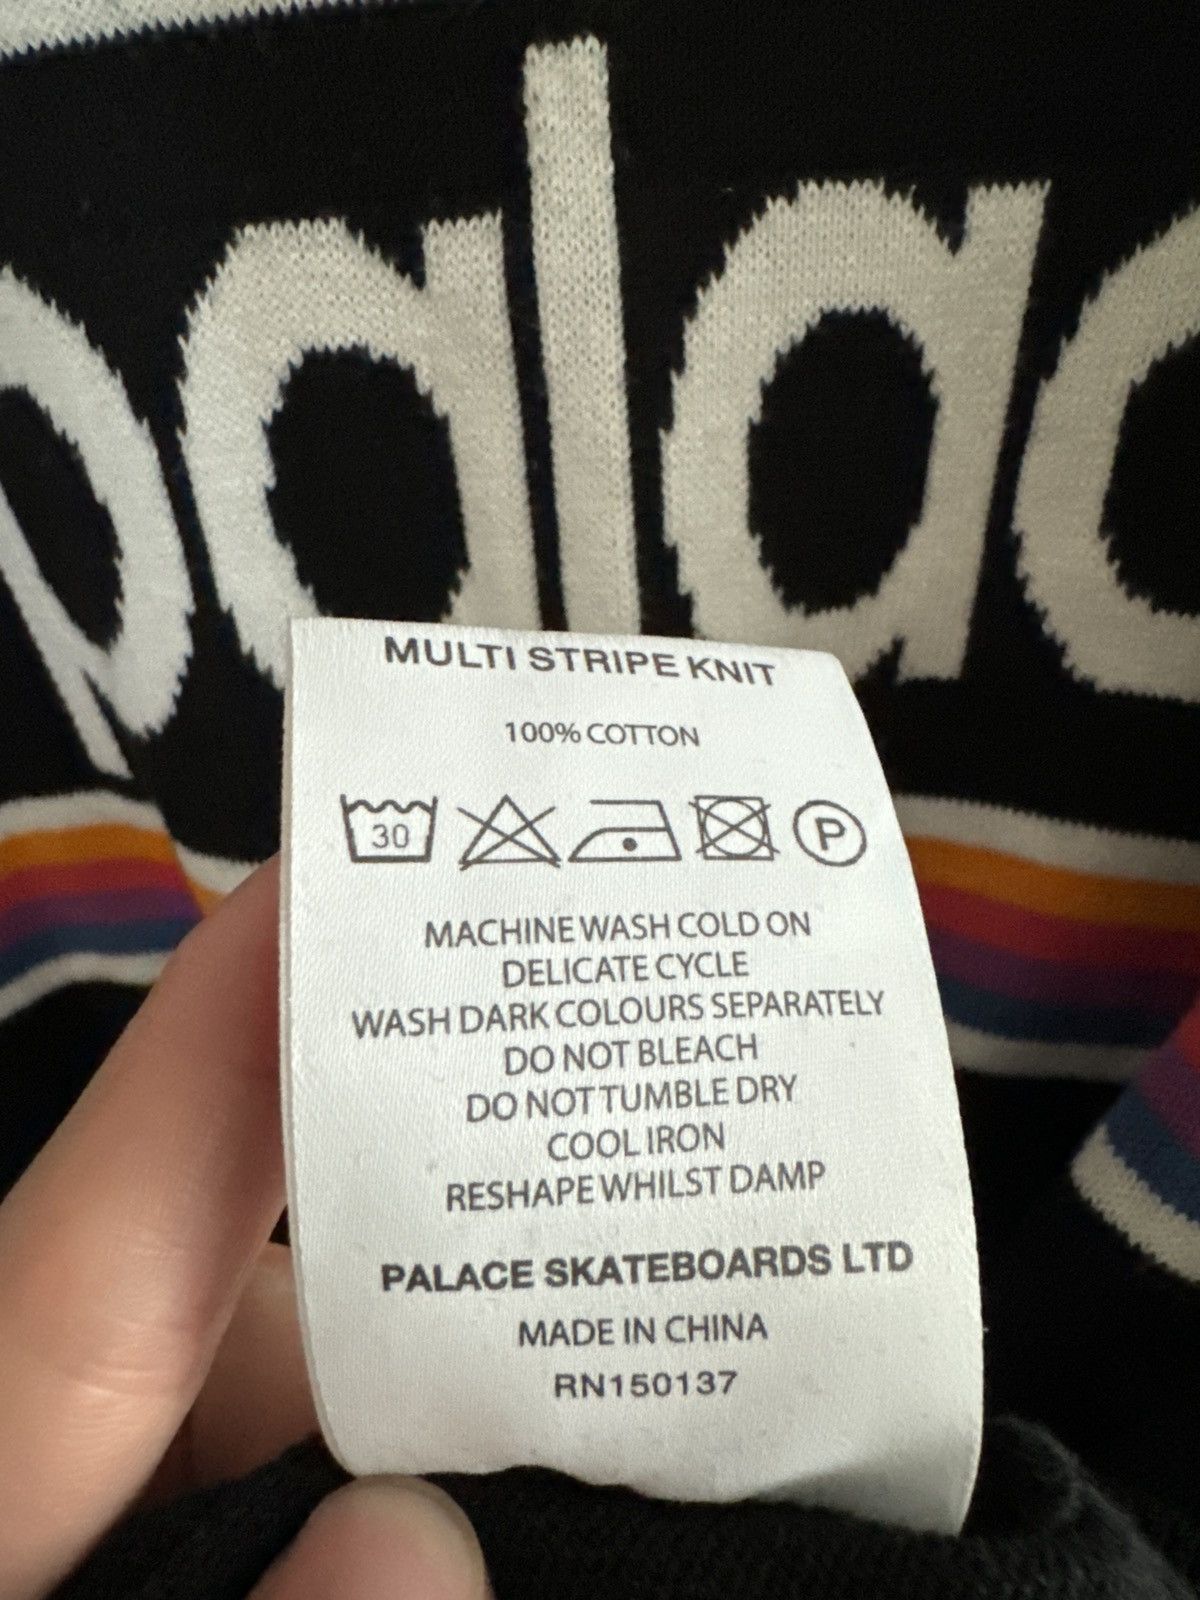 palac
MULTI STRIPE KNIT
100% COTTON
30
P
MACHINE WASH COLD ON
DELICATE CYCLE
WASH DARK COLOURS SEPARATELY
DO NOT BLEACH
DO NOT TUMBLE DRY
COOL IRON
RESHAPE WHILST DAMP
PALACE SKATEBOARDS LTD
MADE IN CHINA
RN150137